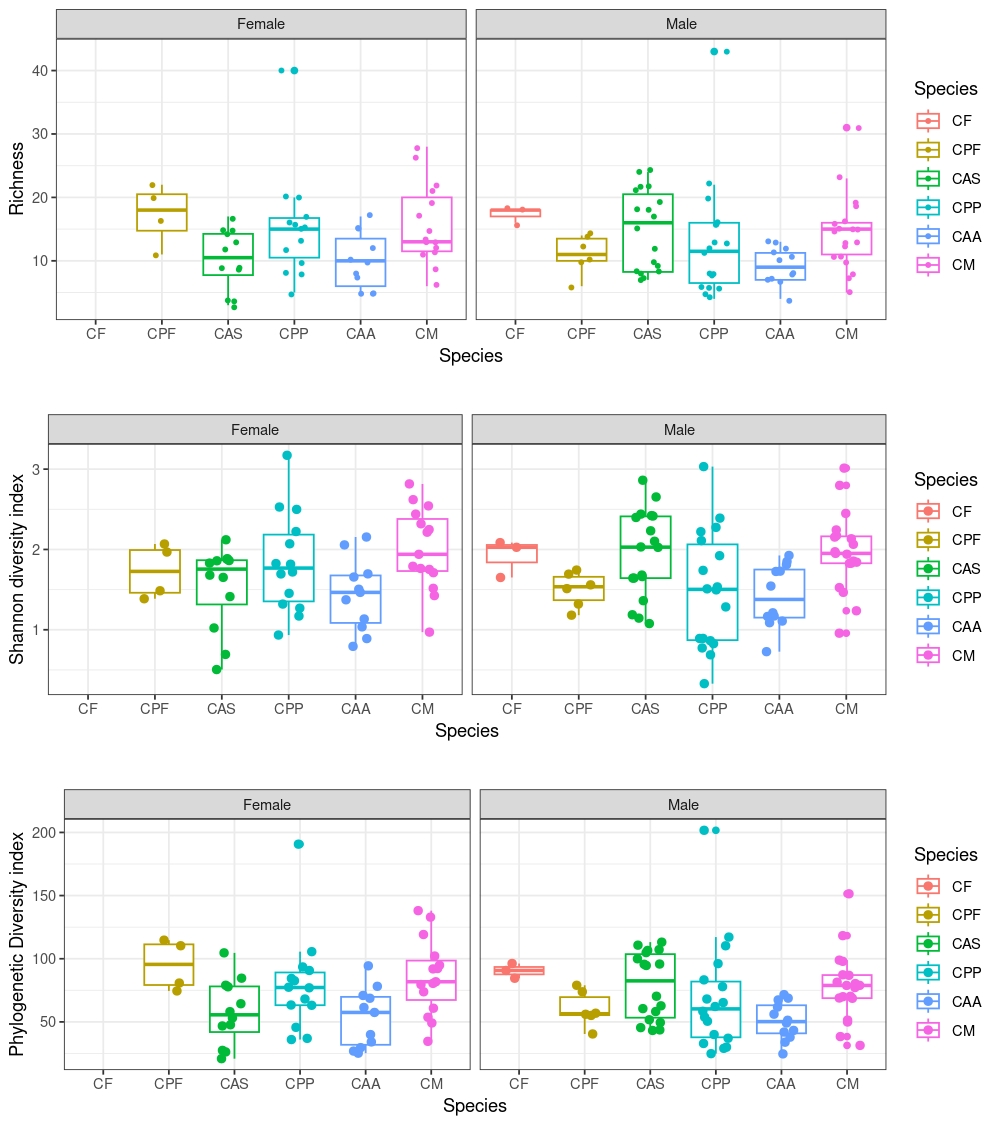 Female Male
Richness
40
30
20
10
CF CPF CAS CPP CAA CM CF CPF CAS CPP CAA CM
Species
Species
CF
CPF
CAS
CPP
CAA
CM
Female Male
Shannon diversity index
3
2
1
CF CPF CAS CPP CAA CM CF CPF CAS CPP CAA CM
Species
Species
CF
CPF
CAS
CPP
CAA
CM
Female Male
Phylogenetic Diversity index
200
150
100
50
CF CPF CAS CPP CAA CM CF CPF CAS CPP CAA CM
Species
Species
CF
CPF
CAS
CPP
CAA
CM